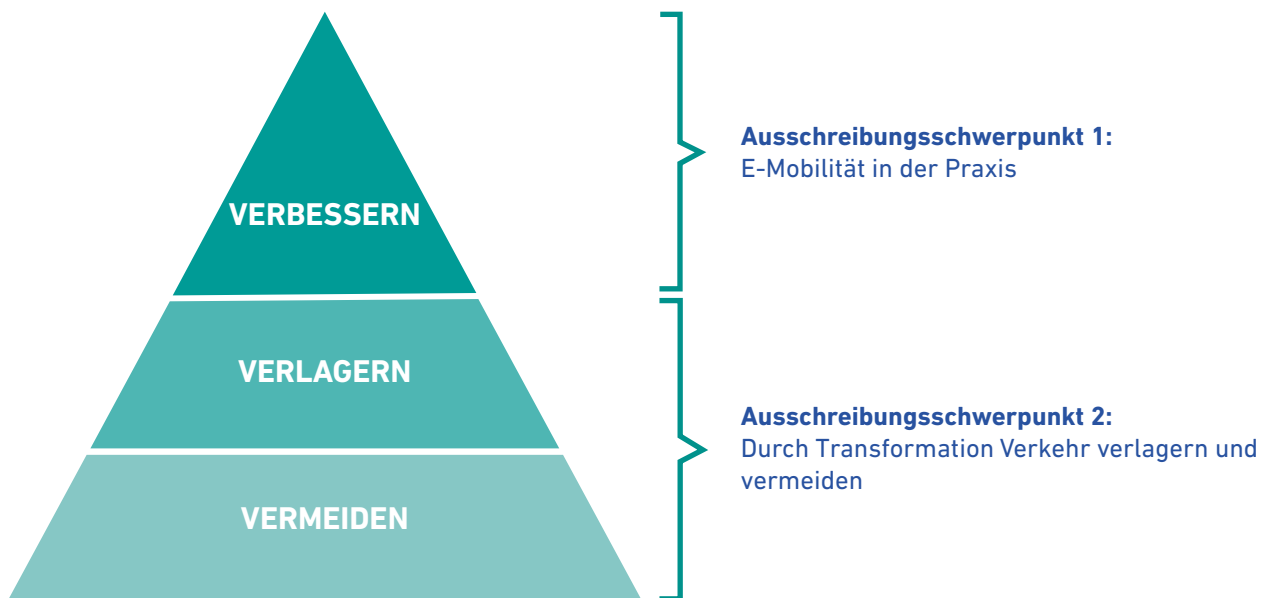 VERBESSERN
VERLAGERN
VERMEIDEN
Ausschreibungsschwerpunkt 1:
E-Mobilität in der Praxis
Ausschreibungsschwerpunkt 2:
Durch Transformation Verkehr verlagern und
vermeiden